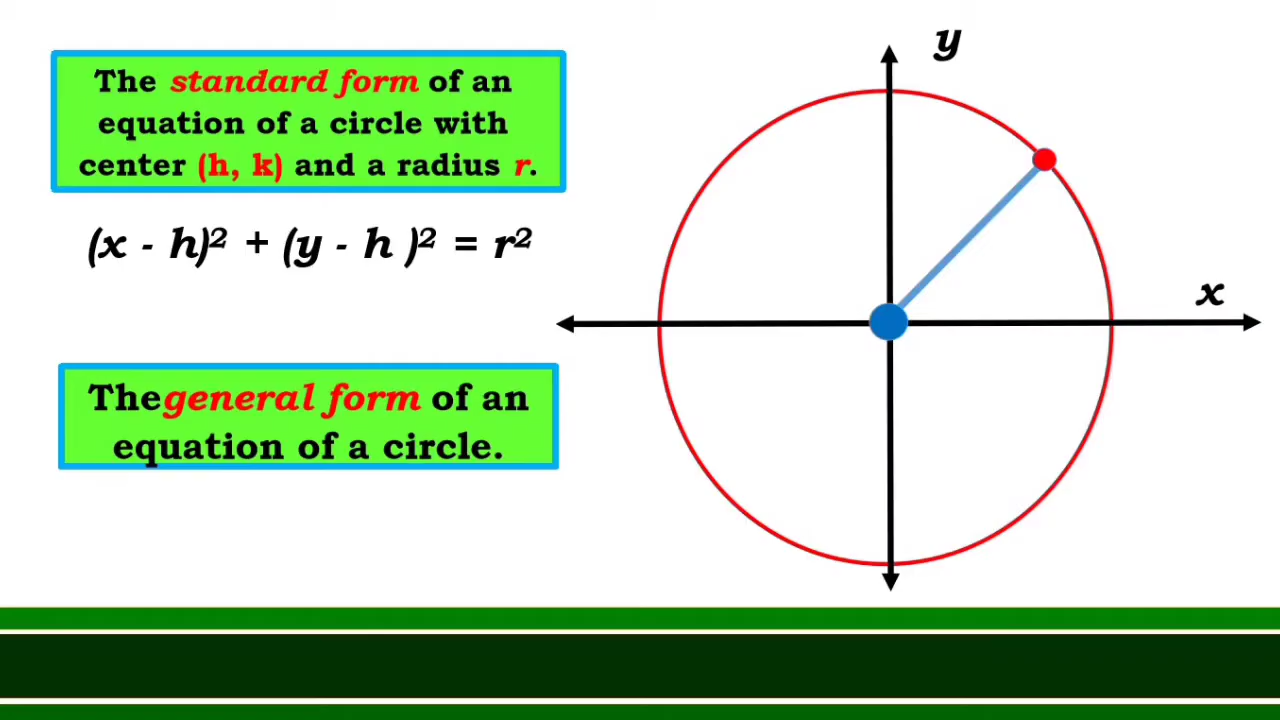 The standard form of an
equation of a circle with
center (h, k) and a radius r.
(x - h)² + (y - h )² = r²
The general form of an
equation of a circle.
y
x